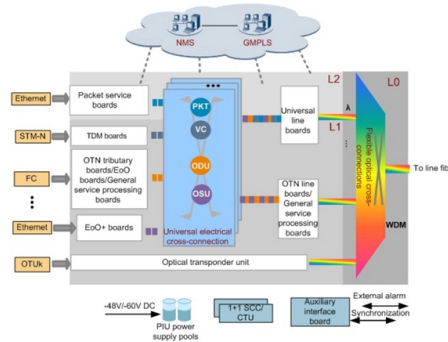 NMS
GMPLS
L2
L0
Ethernet
Packet service
boards
PKT
Universal
line
boards
λ
L1
STM-N
TDM boards
VC
...
FC
OTN tributary
boards/EoO
boards/General
service processing
boards
ODU
Flexible optical cross-
connections
To line fib
OTN line
boards/
General
service
processing
boards
OSU
WDM
Ethernet
EoO+ boards
Universal electrical
cross-connection
OTUk
Optical transponder unit
-48V/-60V DC
PIU power
supply pools
1+1 SCC/
CTU
Auxiliary
interface
board
External alarm
Synchronization